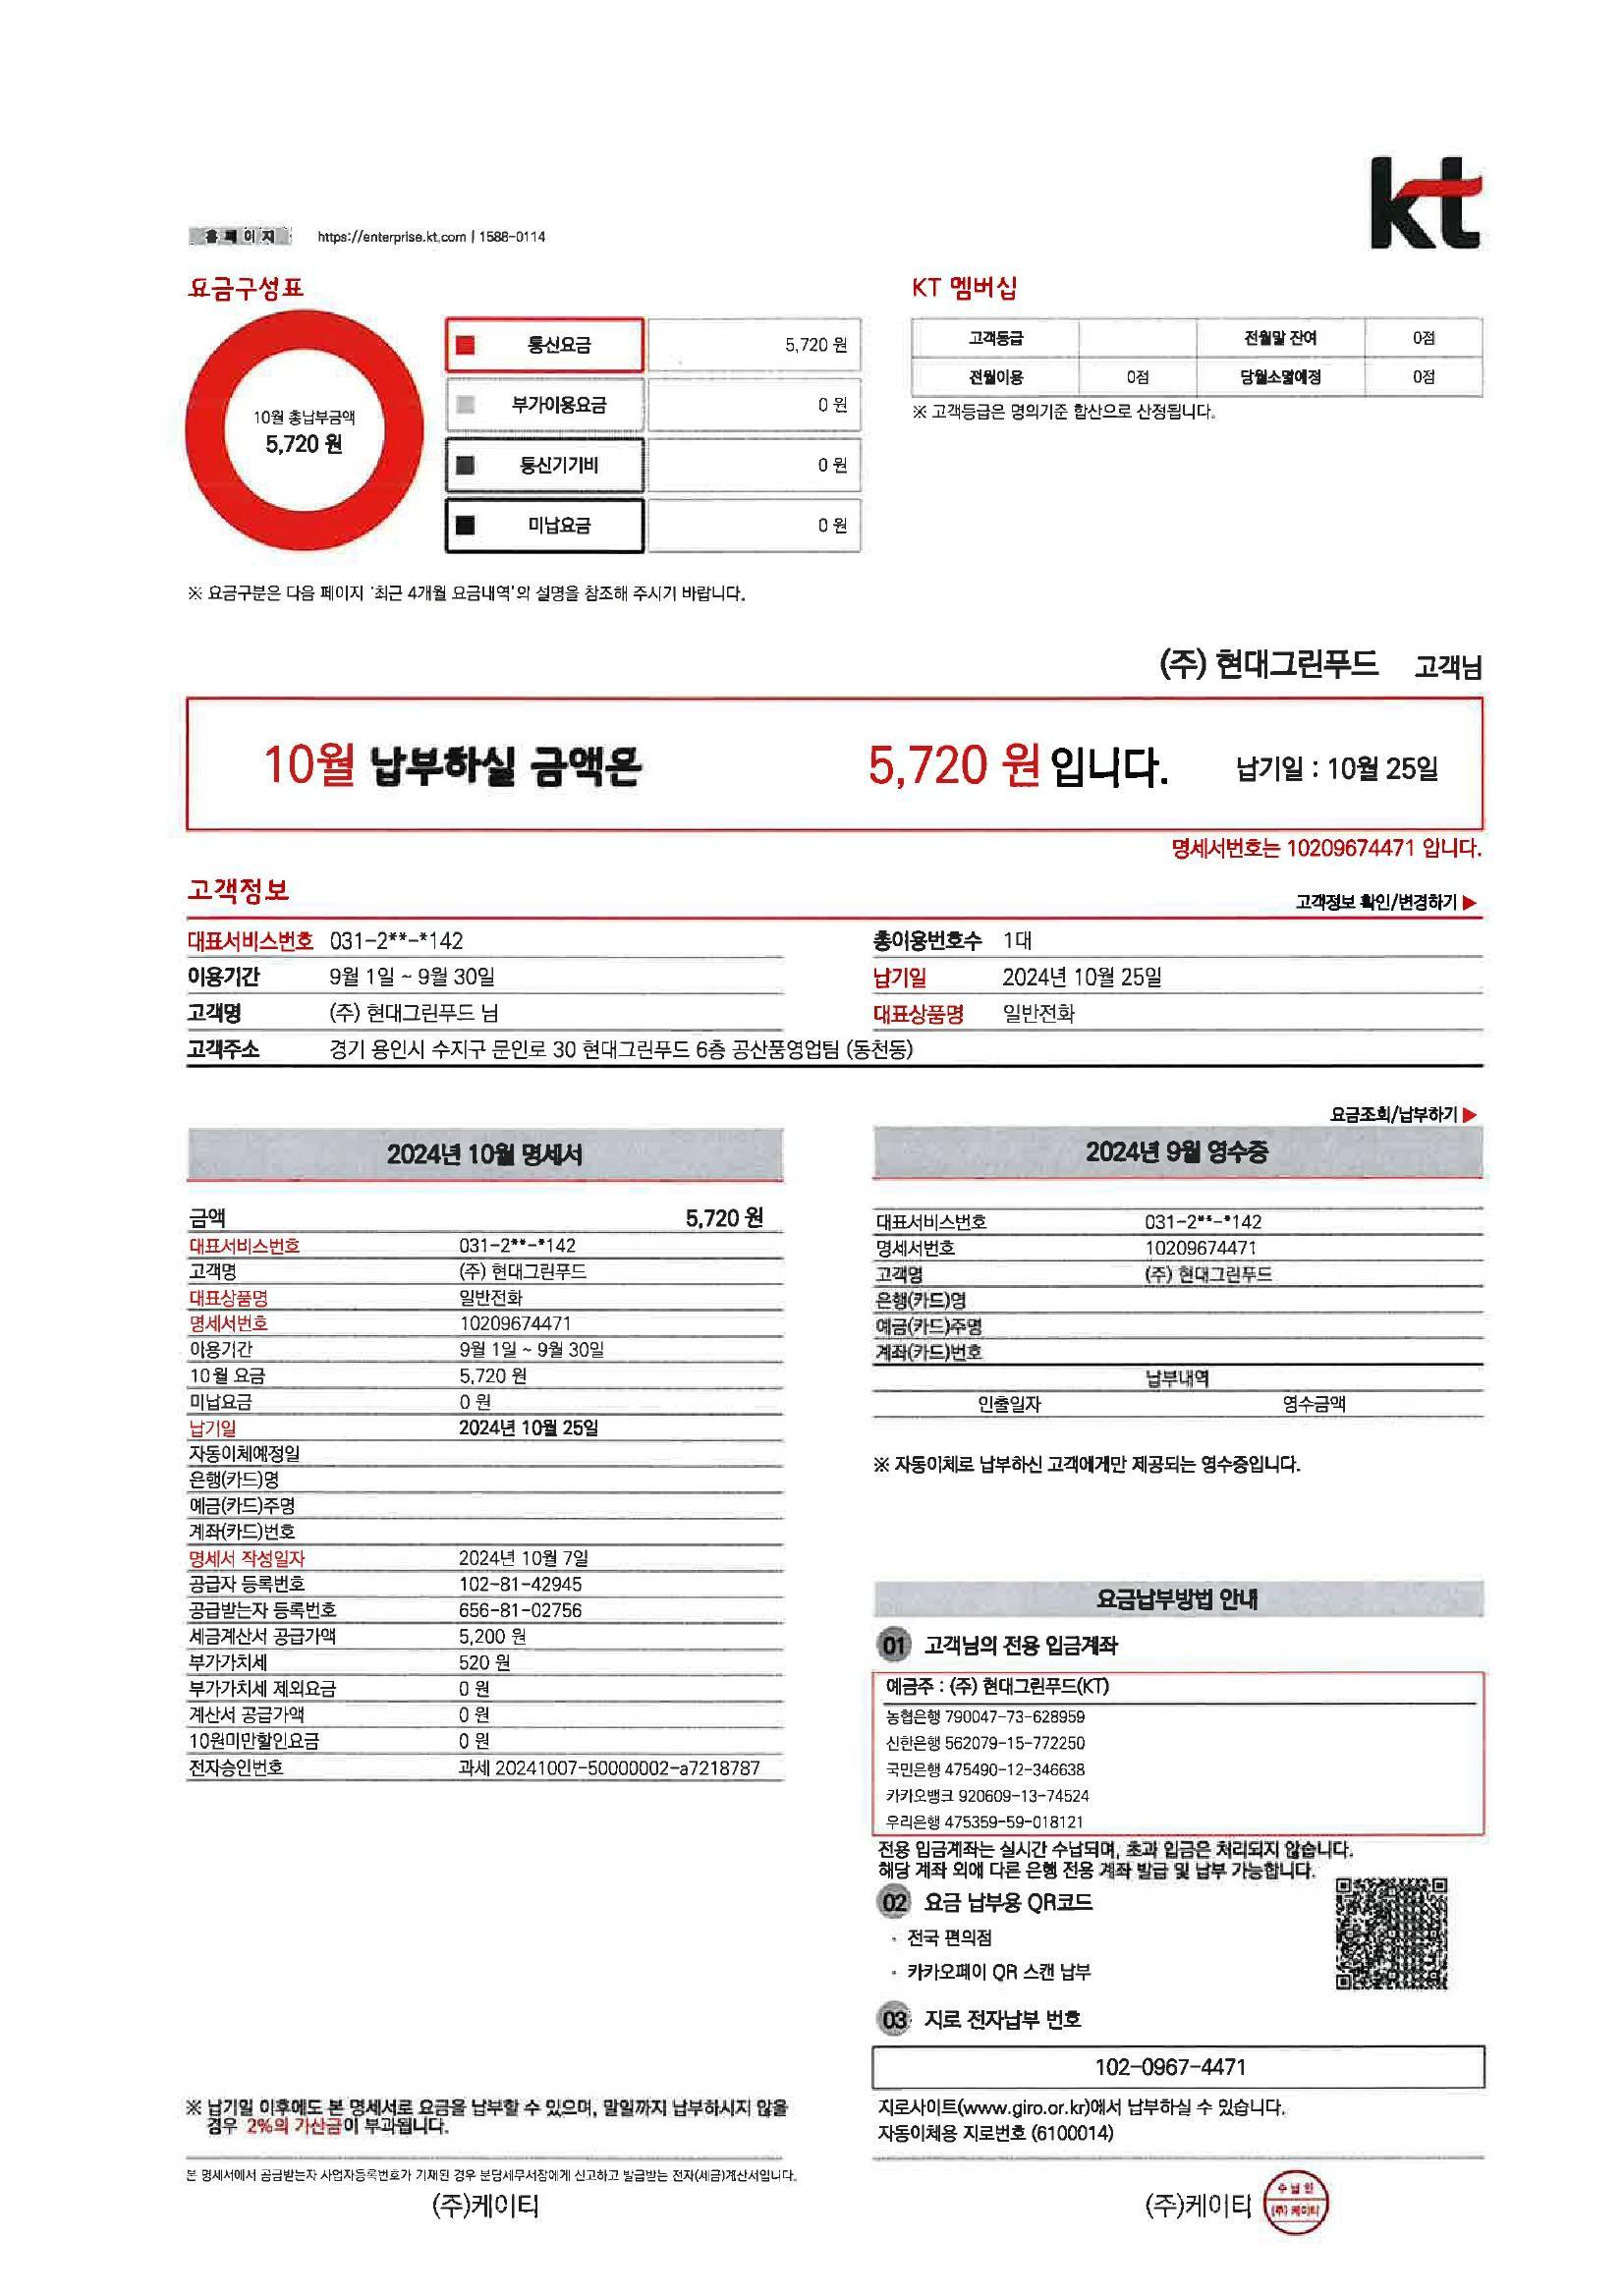 kt
홈페이지 https://enterprise.kt.com | 1588-0114
요금구성표
10월 총납부금액
5,720 원
통신요금 5,720 원
부가이용요금 0 원
통신기기비 0 원
미납요금 0 원
※ 요금구분은 다음 페이지 '최근 4개월 요금내역'의 설명을 참조해 주시기 바랍니다.
KT 멤버십
고객등급 전월말 잔여 0점
전월이용 0점 당월소멸예정 0점
※ 고객등급은 명의기준 합산으로 산정됩니다.
(주) 현대그린푸드 고객님
10월 납부하실 금액은 5,720 원 입니다. 납기일 : 10월 25일
명세서번호는 10209674471 입니다.
고객정보
고객정보 확인/변경하기 ▶
대표서비스번호 031-2**-*142 총이용번호수 1대
이용기간 9월 1일 ~ 9월 30일 납기일 2024년 10월 25일
고객명 (주) 현대그린푸드 님 대표상품명 일반전화
고객주소 경기 용인시 수지구 문인로 30 현대그린푸드 6층 공산품영업팀 (동천동)
요금조회/납부하기 ▶
2024년 10월 명세서
금액 5,720 원
대표서비스번호 031-2**-*142
고객명 (주) 현대그린푸드
대표상품명 일반전화
명세서번호 10209674471
이용기간 9월 1일 ~ 9월 30일
10월 요금 5,720 원
미납요금 0 원
납기일 2024년 10월 25일
자동이체예정일
은행(카드)명
예금(카드)주명
계좌(카드)번호
명세서 작성일자 2024년 10월 7일
공급자 등록번호 102-81-42945
공급받는자 등록번호 656-81-02756
세금계산서 공급가액 5,200 원
부가가치세 520 원
부가가치세 제외요금 0 원
계산서 공급가액 0 원
10원미만할인요금 0 원
전자승인번호 과세 20241007-50000002-a7218787
※ 납기일 이후에도 본 명세서로 요금을 납부할 수 있으며, 말일까지 납부하시지 않을
경우 2%의 가산금이 부과됩니다.
본 명세서에서 공급받는자 사업자등록번호가 기재된 경우 분당세무서장에게 신고하고 발급받는 전자(세금)계산서입니다.
(주)케이티
2024년 9월 영수증
대표서비스번호 031-2**-*142
명세서번호 10209674471
고객명 (주) 현대그린푸드
은행(카드)명
예금(카드)주명
계좌(카드)번호
납부내역
인출일자 영수금액
※ 자동이체로 납부하신 고객에게만 제공되는 영수증입니다.
요금납부방법 안내
01 고객님의 전용 입금계좌
예금주 : (주) 현대그린푸드(KT)
농협은행 790047-73-628959
신한은행 562079-15-772250
국민은행 475490-12-346638
카카오뱅크 920609-13-74524
우리은행 475359-59-018121
전용 입금계좌는 실시간 수납되며, 초과 입금은 처리되지 않습니다.
해당 계좌 외에 다른 은행 전용 계좌 발급 및 납부 가능합니다.
02 요금 납부용 QR코드
· 전국 편의점
· 카카오페이 QR 스캔 납부
03 지로 전자납부 번호
102-0967-4471
지로사이트(www.giro.or.kr)에서 납부하실 수 있습니다.
자동이체용 지로번호 (6100014)
(주)케이티
수납인
(주) 케이티